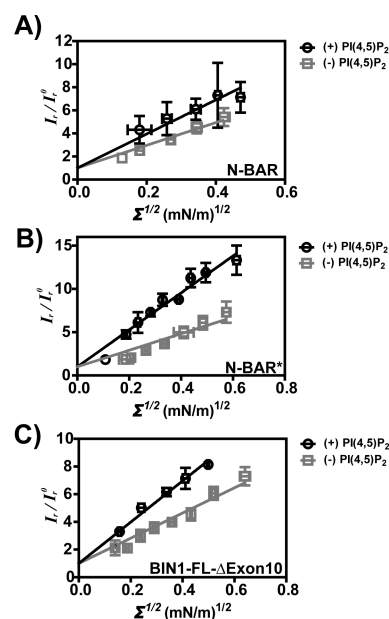 A)
(+) PI(4,5)P₂
(-) PI(4,5)P₂
12
10
8
6
4
2
0
Iᵣ / Iᵣ⁰
N-BAR
0.0 0.2 0.4 0.6
Σ^1/2 (mN/m)^1/2
B)
(+) PI(4,5)P₂
(-) PI(4,5)P₂
15
10
5
0
Iᵣ / Iᵣ⁰
N-BAR*
0.0 0.2 0.4 0.6 0.8
Σ^1/2 (mN/m)^1/2
C)
(+) PI(4,5)P₂
(-) PI(4,5)P₂
10
8
6
4
2
0
Iᵣ / Iᵣ⁰
BIN1-FL-ΔExon10
0.0 0.2 0.4 0.6 0.8
Σ^1/2 (mN/m)^1/2